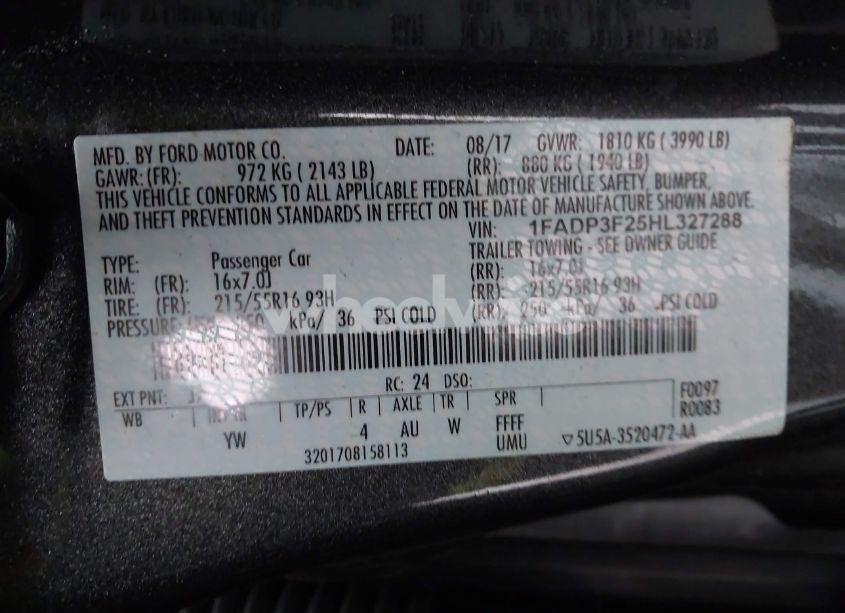 MFD. BY FORD MOTOR CO. DATE: 08/17 GVWR: 1810 KG ( 3990 LB)
GAWR: (FR): 972 KG ( 2143 LB) (RR): 880 KG ( 1940 LB)
THIS VEHICLE CONFORMS TO ALL APPLICABLE FEDERAL MOTOR VEHICLE SAFETY, BUMPER,
AND THEFT PREVENTION STANDARDS IN EFFECT ON THE DATE OF MANUFACTURE SHOWN ABOVE.
VIN: 1FADP3F25HL327288
TYPE: Passenger Car TRAILER TOWING - SEE OWNER GUIDE
RIM: (FR): 16x7.0J (RR): 16x7.0J
TIRE: (FR): 215/55R16 93H (RR): 215/55R16 93H
PRESSURE: kPa/ 36 PSI COLD (RR): 250 kPa/ 36 PSI COLD
RC: 24 DSO:
EXT PNT: F0097
WB TP/PS R AXLE TR SPR R0083
YW 4 AU W FFFF
UMU
3201708158113 5U5A-3520472-AA